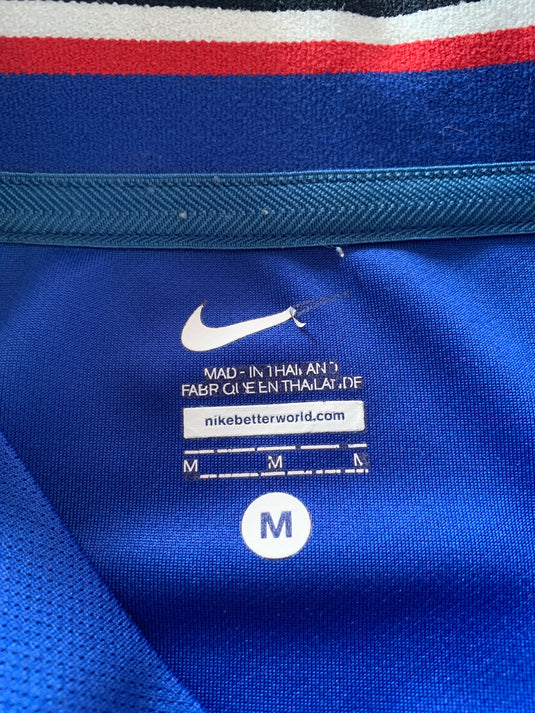 MADE IN THAILAND
FABRIQUE EN THAILANDE
nikebetterworld.com
M M M
M